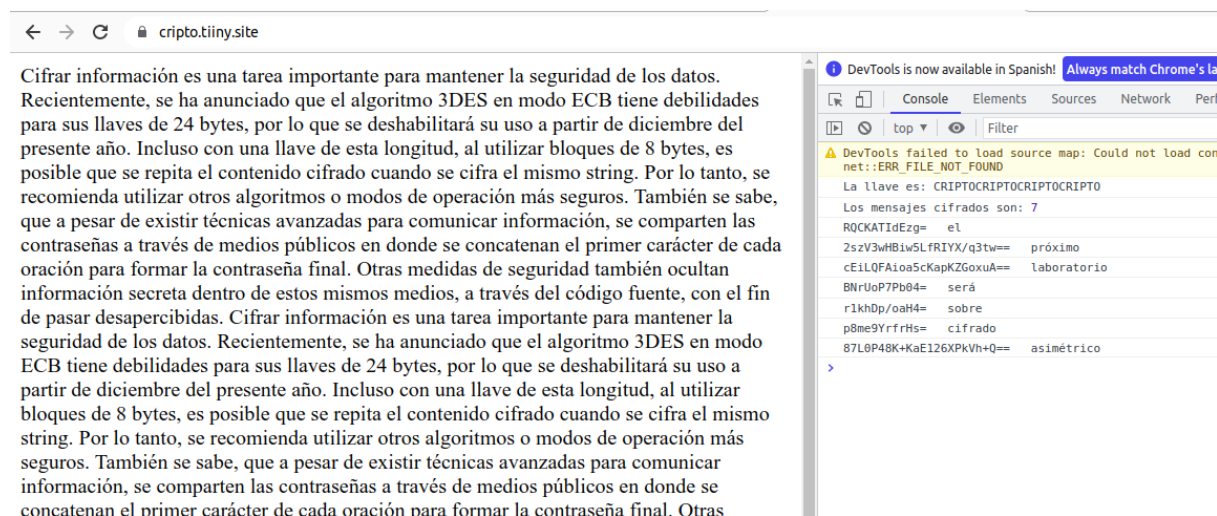 cripto.tiiny.site
Cifrar información es una tarea importante para mantener la seguridad de los datos.
Recientemente, se ha anunciado que el algoritmo 3DES en modo ECB tiene debilidades
para sus llaves de 24 bytes, por lo que se deshabilitará su uso a partir de diciembre del
presente año. Incluso con una llave de esta longitud, al utilizar bloques de 8 bytes, es
posible que se repita el contenido cifrado cuando se cifra el mismo string. Por lo tanto, se
recomienda utilizar otros algoritmos o modos de operación más seguros. También se sabe,
que a pesar de existir técnicas avanzadas para comunicar información, se comparten las
contraseñas a través de medios públicos en donde se concatenan el primer carácter de cada
oración para formar la contraseña final. Otras medidas de seguridad también ocultan
información secreta dentro de estos mismos medios, a través del código fuente, con el fin
de pasar desapercibidas. Cifrar información es una tarea importante para mantener la
seguridad de los datos. Recientemente, se ha anunciado que el algoritmo 3DES en modo
ECB tiene debilidades para sus llaves de 24 bytes, por lo que se deshabilitará su uso a
partir de diciembre del presente año. Incluso con una llave de esta longitud, al utilizar
bloques de 8 bytes, es posible que se repita el contenido cifrado cuando se cifra el mismo
string. Por lo tanto, se recomienda utilizar otros algoritmos o modos de operación más
seguros. También se sabe, que a pesar de existir técnicas avanzadas para comunicar
información, se comparten las contraseñas a través de medios públicos en donde se
concatenan el primer carácter de cada oración para formar la contraseña final. Otras
DevTools is now available in Spanish! Always match Chrome's la
Console Elements Sources Network Perf
top Filter
DevTools failed to load source map: Could not load con
net::ERR_FILE_NOT_FOUND
La llave es: CRIPTOCRIPTOCRIPTOCRIPTO
Los mensajes cifrados son: 7
RQCKATIdEzg= el
2szV3wHBiw5LfRIYX/q3tw== próximo
cEiLQFAioa5cKapKZGoxuA== laboratorio
BNrUoP7Pb04= será
r1khDp/oaH4= sobre
p8me9YrfrHs= cifrado
87L0P48K+KaE126XPkVh+Q== asimétrico